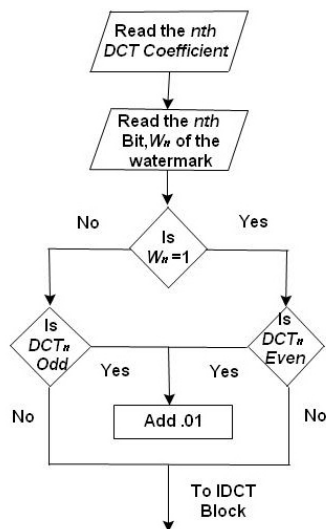 Read the nth
DCT Coefficient
Read the nth
Bit,Wn of the
watermark
No
Yes
Is
Wn=1
Is
DCTn
Odd
Is
DCTn
Even
Yes
Yes
No
No
Add .01
To IDCT
Block